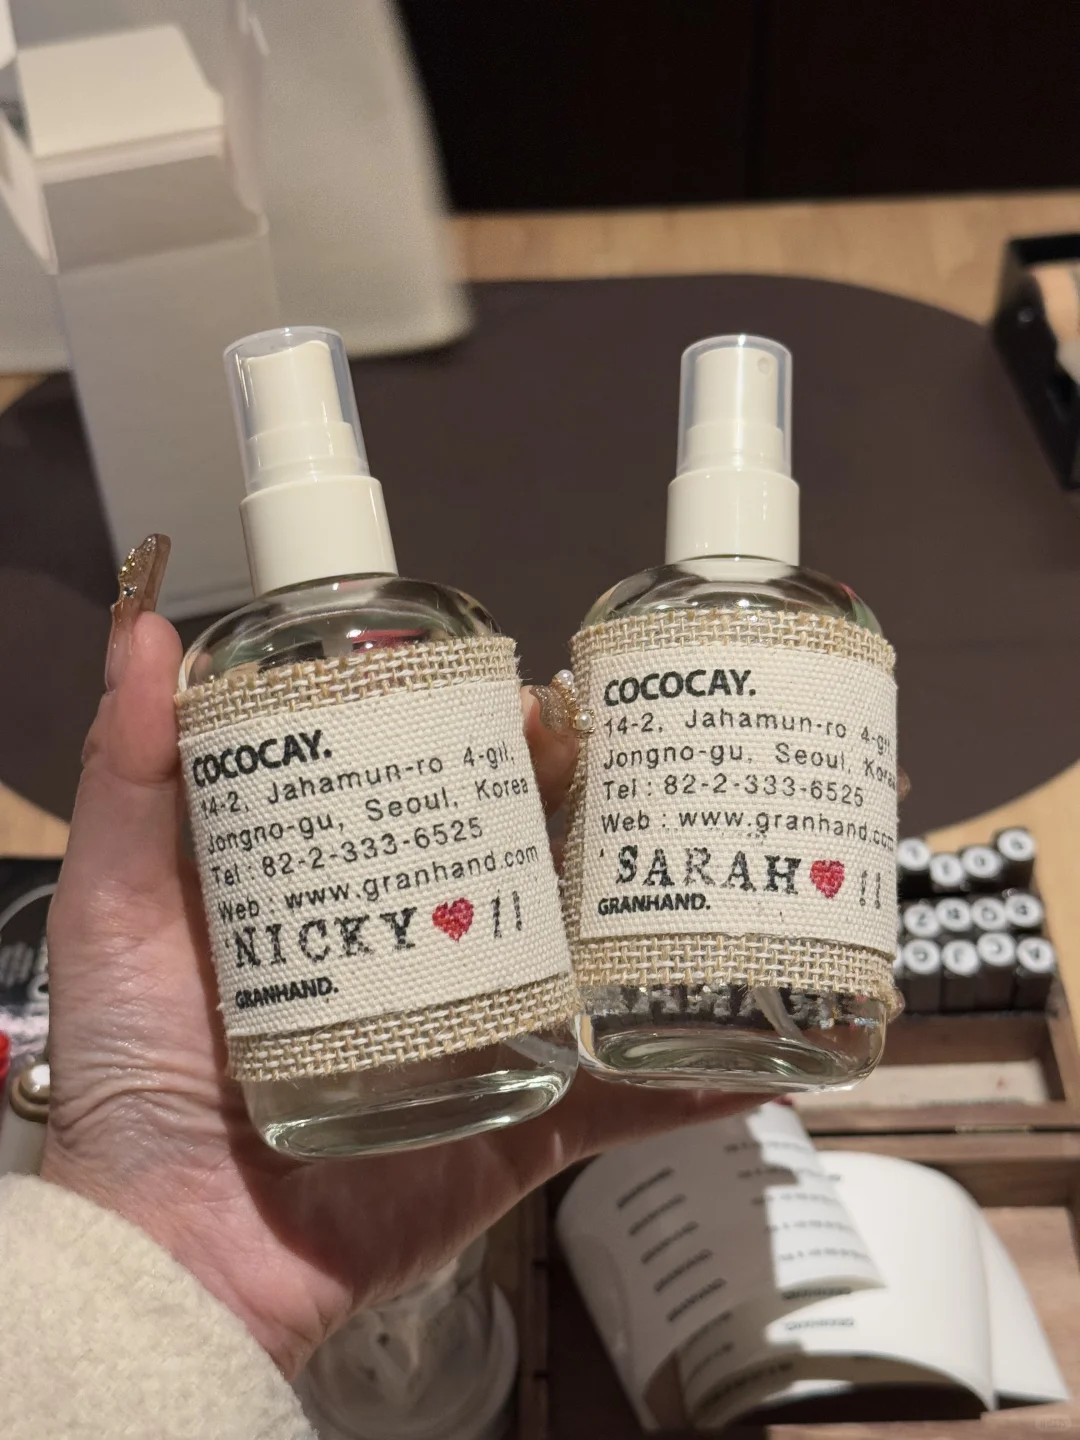 COCOCAY.
14-2, Jahamun-ro 4-gil,
Jongno-gu, Seoul, Korea
Tel : 82-2-333-6525
Web : www.granhand.com
'NICKY❤!!
GRANHAND.
COCOCAY.
14-2, Jahamun-ro 4-gil,
Jongno-gu, Seoul, Korea
Tel : 82-2-333-6525
Web : www.granhand.com
'SARAH❤!!
GRANHAND.